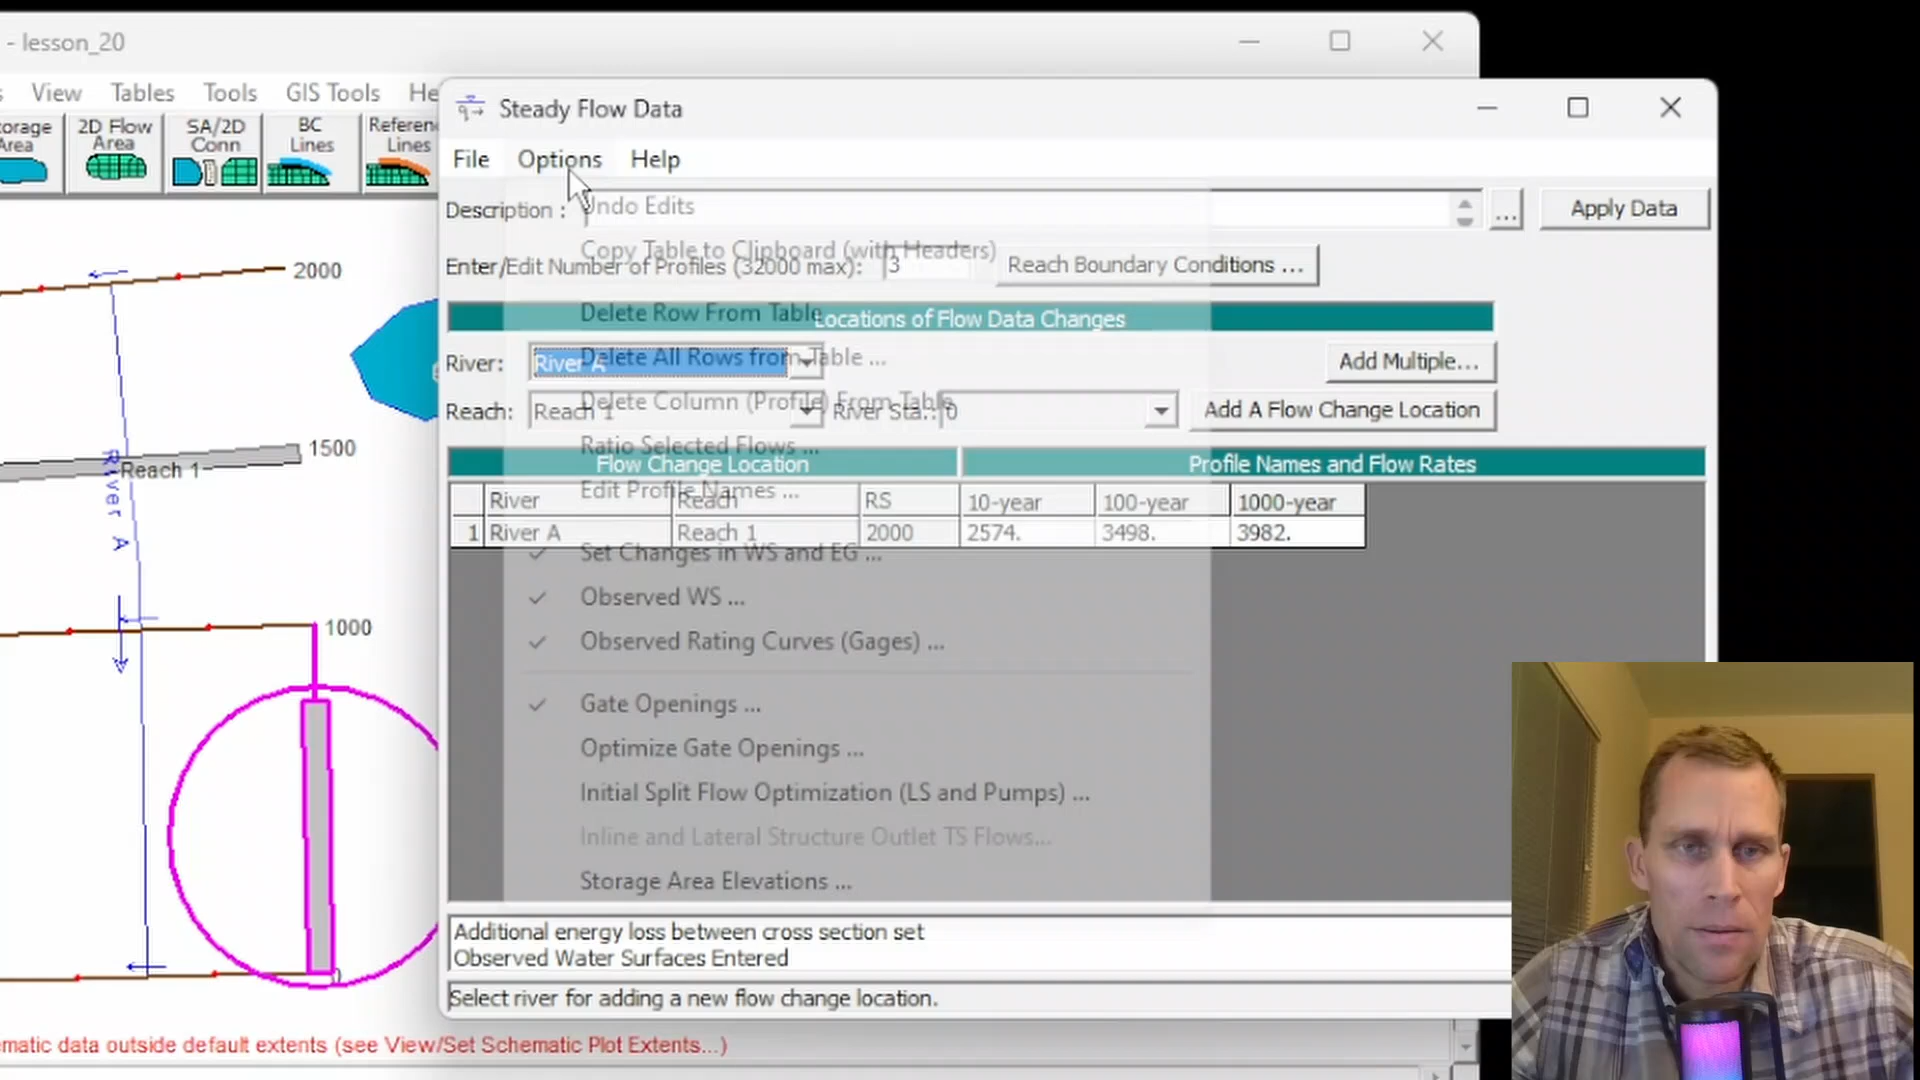 - lesson_20
View Tables Tools GIS Tools He
orage Area
2D Flow Area
SA/2D Conn
BC Lines
Referen Lines
Steady Flow Data
File Options Help
Description :
... Apply Data
Undo Edits
Copy Table to Clipboard (with Headers)
Enter/Edit Number of Profiles (32000 max): 3 Reach Boundary Conditions ...
Delete Row From Table
Locations of Flow Data Changes
River: River A Add Multiple...
Delete All Rows from Table ...
Delete Column (Profile) From Table
Reach: Reach 1 River Sta.: 0 Add A Flow Change Location
Ratio Selected Flows ...
Flow Change Location Profile Names and Flow Rates
Edit Profile Names ...
River Reach RS 10-year 100-year 1000-year
1 River A Reach 1 2000 2574. 3498. 3982.
Set Changes in WS and EG ...
Observed WS ...
Observed Rating Curves (Gages) ...
Gate Openings ...
Optimize Gate Openings ...
Initial Split Flow Optimization (LS and Pumps) ...
Inline and Lateral Structure Outlet TS Flows...
Storage Area Elevations ...
Additional energy loss between cross section set
Observed Water Surfaces Entered
Select river for adding a new flow change location.
2000
1500
Reach 1
River A
1000
matic data outside default extents (see View/Set Schematic Plot Extents...)